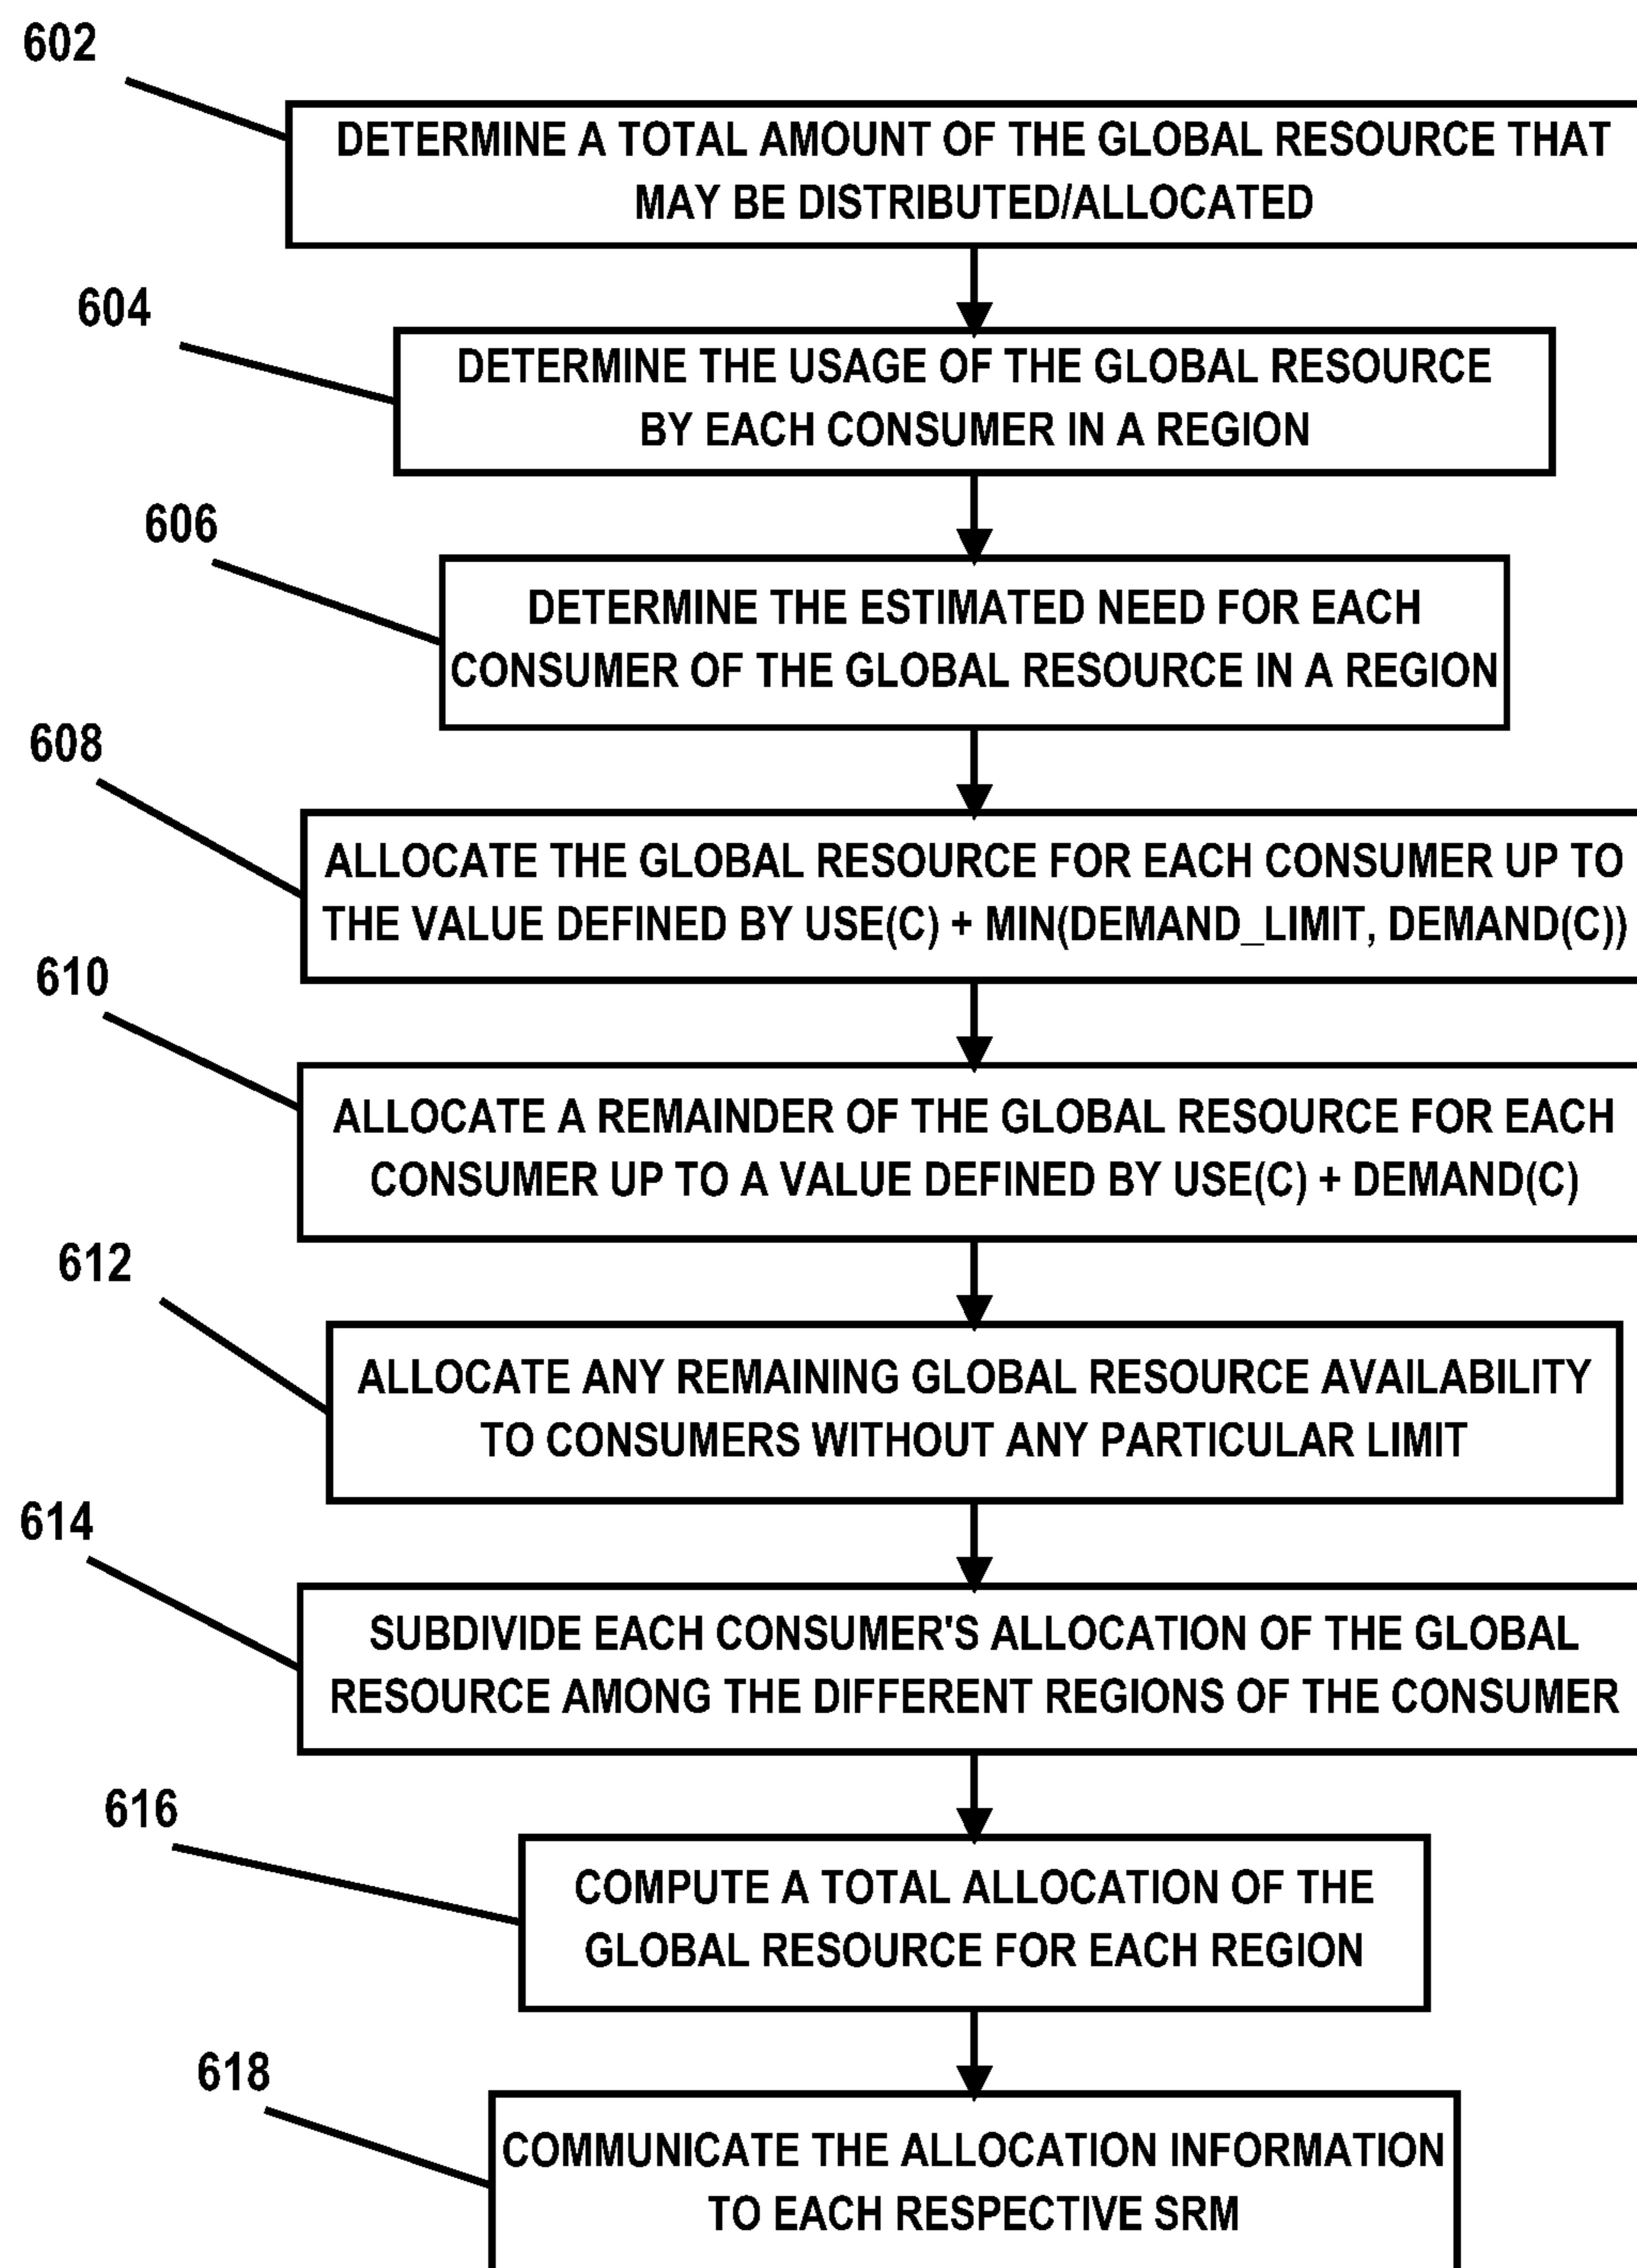 602
DETERMINE A TOTAL AMOUNT OF THE GLOBAL RESOURCE THAT
MAY BE DISTRIBUTED/ALLOCATED
604
DETERMINE THE USAGE OF THE GLOBAL RESOURCE
BY EACH CONSUMER IN A REGION
606
DETERMINE THE ESTIMATED NEED FOR EACH
CONSUMER OF THE GLOBAL RESOURCE IN A REGION
608
ALLOCATE THE GLOBAL RESOURCE FOR EACH CONSUMER UP TO
THE VALUE DEFINED BY USE(C) + MIN(DEMAND_LIMIT, DEMAND(C))
610
ALLOCATE A REMAINDER OF THE GLOBAL RESOURCE FOR EACH
CONSUMER UP TO A VALUE DEFINED BY USE(C) + DEMAND(C)
612
ALLOCATE ANY REMAINING GLOBAL RESOURCE AVAILABILITY
TO CONSUMERS WITHOUT ANY PARTICULAR LIMIT
614
SUBDIVIDE EACH CONSUMER'S ALLOCATION OF THE GLOBAL
RESOURCE AMONG THE DIFFERENT REGIONS OF THE CONSUMER
616
COMPUTE A TOTAL ALLOCATION OF THE
GLOBAL RESOURCE FOR EACH REGION
618
COMMUNICATE THE ALLOCATION INFORMATION
TO EACH RESPECTIVE SRM